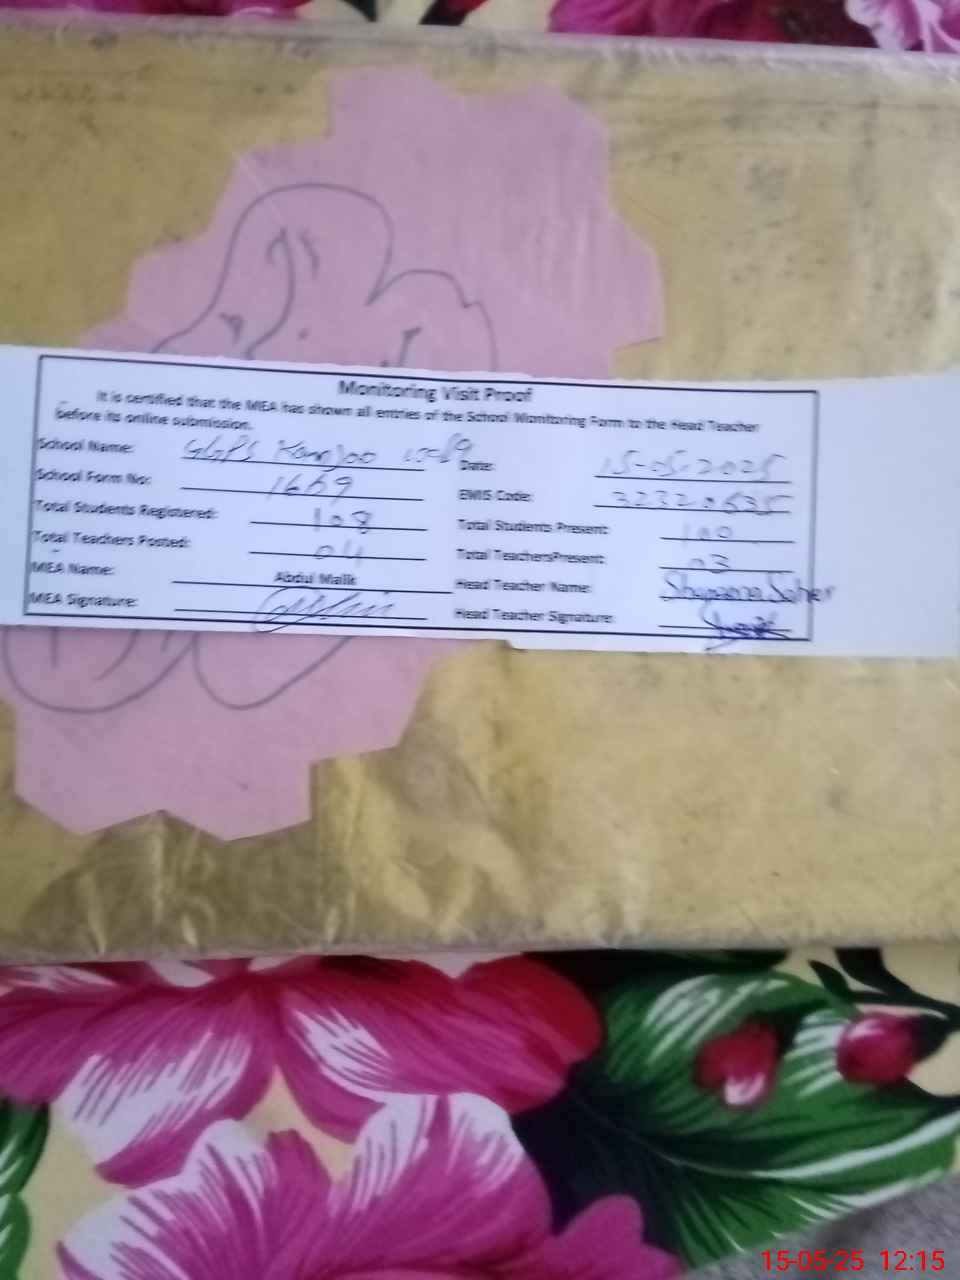 Monitoring Visit Proof
It is certified that the MEA has shown all entries of the School Monitoring Form to the Head Teacher
before its online submission.
School Name: GGPS
Date: 15-05-2025
School Form No: 1669
EMIS Code: 32320635
Total Students Registered: 108
Total Students Present: 100
Total Teachers Posted: 04
Total TeachersPresent: 03
MEA Name: Abdul Malik
Head Teacher Name:
MEA Signature:
Head Teacher Signature:
15-05-25 12:15